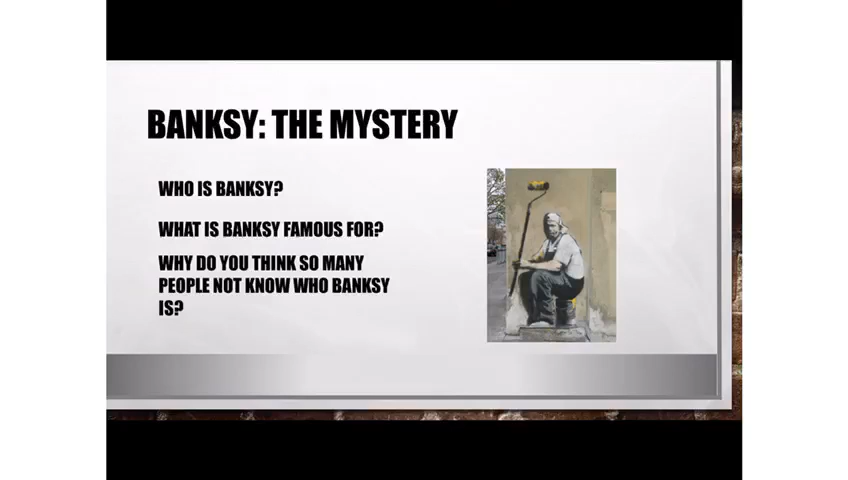 BANKSY: THE MYSTERY
WHO IS BANKSY?
WHAT IS BANKSY FAMOUS FOR?
WHY DO YOU THINK SO MANY
PEOPLE NOT KNOW WHO BANKSY
IS?